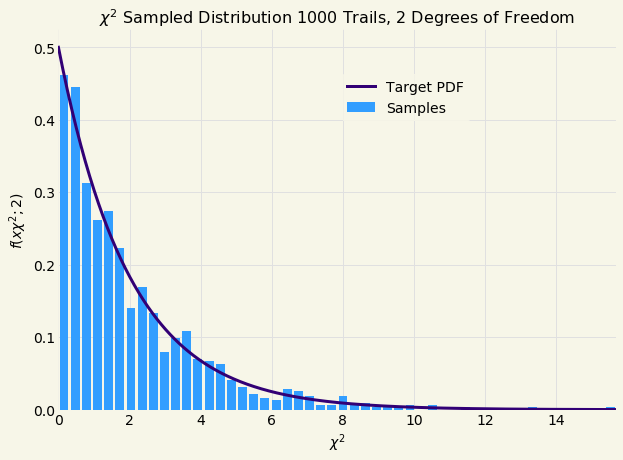 χ² Sampled Distribution 1000 Trails, 2 Degrees of Freedom
0.5
0.4
0.3
0.2
0.1
0.0
f(xχ²; 2)
Target PDF
Samples
0 2 4 6 8 10 12 14
χ²